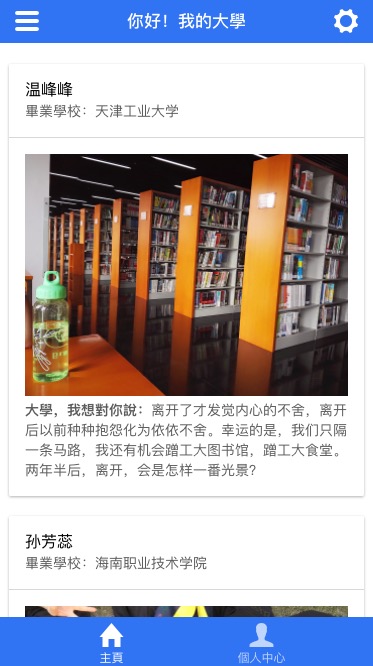 你好！我的大學
温峰峰
畢業學校：天津工业大学
大學，我想對你說：离开了才发觉内心的不舍，离开
后以前种种抱怨化为依依不舍。幸运的是，我们只隔
一条马路，我还有机会蹭工大图书馆，蹭工大食堂。
两年半后，离开，会是怎样一番光景？
孙芳蕊
畢業學校：海南职业技术学院
主頁
個人中心